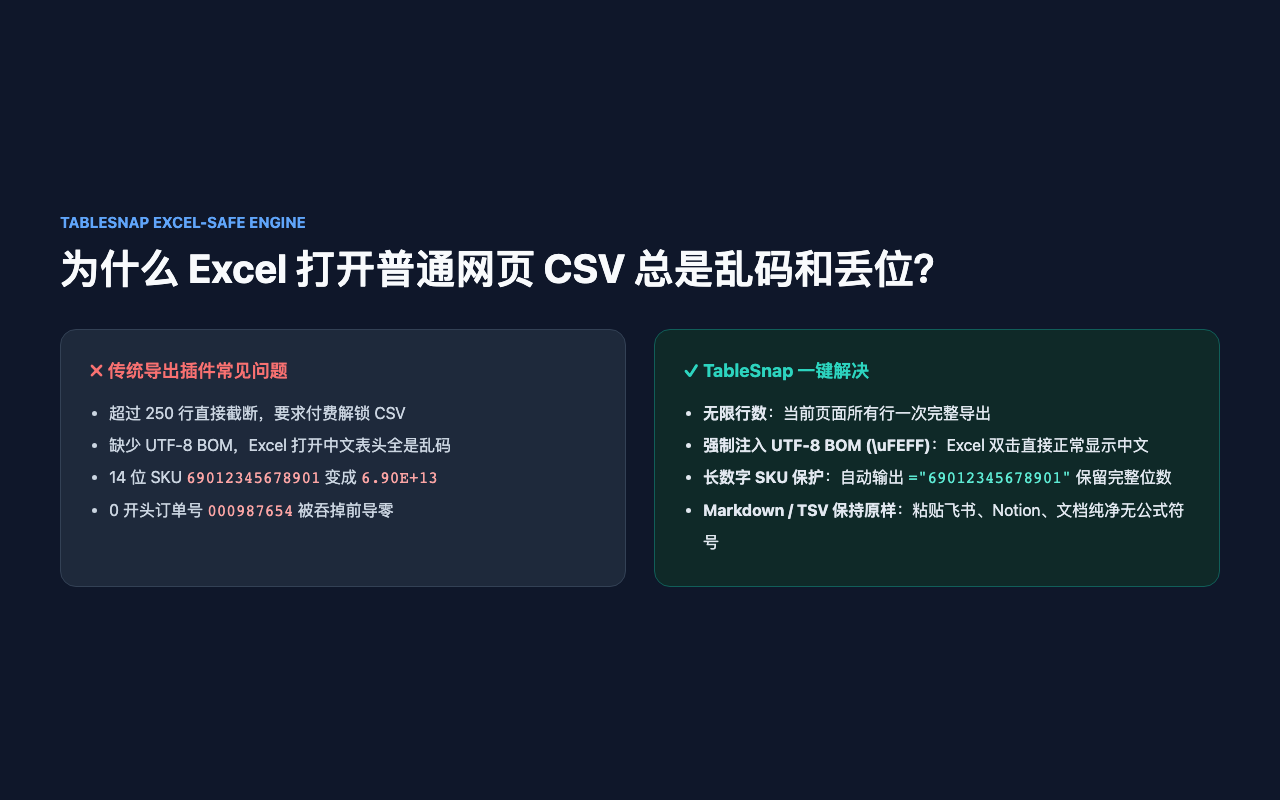 TABLESNAP EXCEL-SAFE ENGINE
为什么 Excel 打开普通网页 CSV 总是乱码和丢位?
✕ 传统导出插件常见问题
• 超过 250 行直接截断，要求付费解锁 CSV
• 缺少 UTF-8 BOM，Excel 打开中文表头全是乱码
• 14 位 SKU 69012345678901 变成 6.90E+13
• 0 开头订单号 000987654 被吞掉前导零
✓ TableSnap 一键解决
• 无限行数：当前页面所有行一次完整导出
• 强制注入 UTF-8 BOM (\uFEFF)：Excel 双击直接正常显示中文
• 长数字 SKU 保护：自动输出 ="69012345678901" 保留完整位数
• Markdown / TSV 保持原样：粘贴飞书、Notion、文档纯净无公式符
号